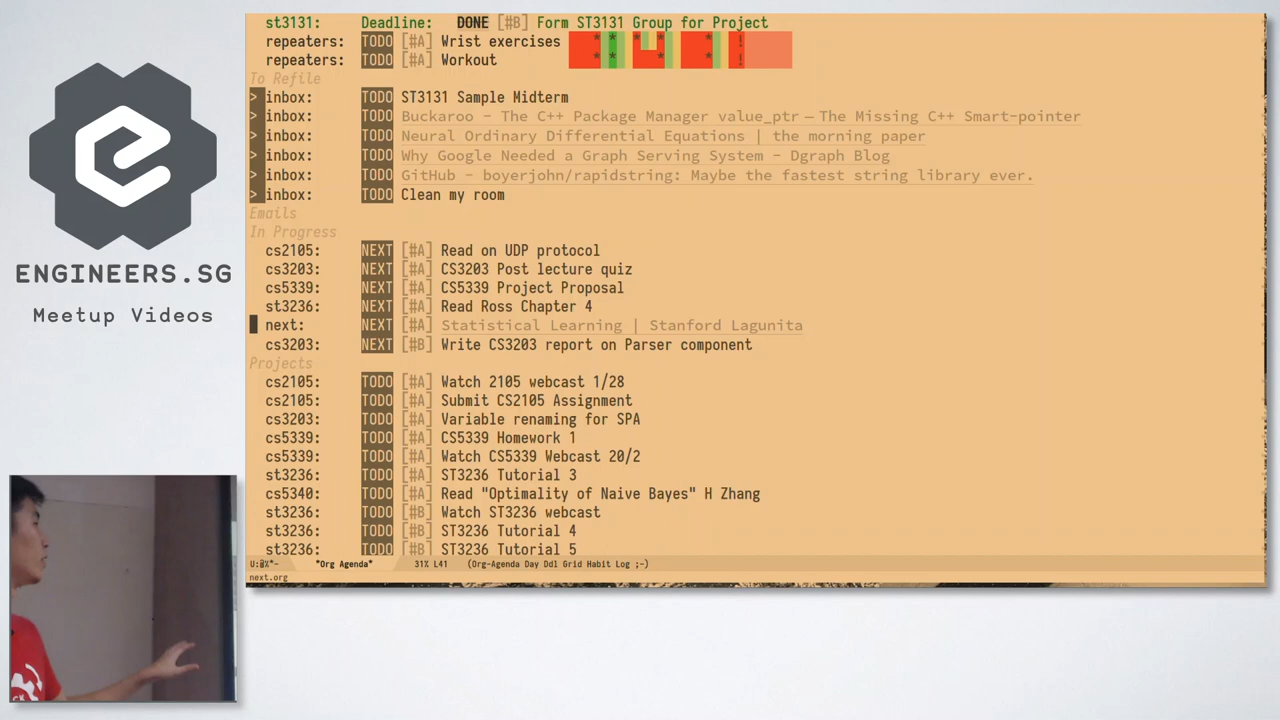 ENGINEERS.SG
Meetup Videos
st3131: Deadline: DONE [#B] Form ST3131 Group for Project
repeaters: TODO [#A] Wrist exercises * * * * * !
repeaters: TODO [#A] Workout * * * * !
To Refile
> inbox: TODO ST3131 Sample Midterm
> inbox: TODO Buckaroo - The C++ Package Manager value_ptr — The Missing C++ Smart-pointer
> inbox: TODO Neural Ordinary Differential Equations | the morning paper
> inbox: TODO Why Google Needed a Graph Serving System - Dgraph Blog
> inbox: TODO GitHub - boyerjohn/rapidstring: Maybe the fastest string library ever.
> inbox: TODO Clean my room
Emails
In Progress
cs2105: NEXT [#A] Read on UDP protocol
cs3203: NEXT [#A] CS3203 Post lecture quiz
cs5339: NEXT [#A] CS5339 Project Proposal
st3236: NEXT [#A] Read Ross Chapter 4
next: NEXT [#A] Statistical Learning | Stanford Lagunita
cs3203: NEXT [#B] Write CS3203 report on Parser component
Projects
cs2105: TODO [#A] Watch 2105 webcast 1/28
cs2105: TODO [#A] Submit CS2105 Assignment
cs3203: TODO [#A] Variable renaming for SPA
cs5339: TODO [#A] CS5339 Homework 1
cs5339: TODO [#A] Watch CS5339 Webcast 20/2
st3236: TODO [#A] ST3236 Tutorial 3
cs5340: TODO [#A] Read "Optimality of Naive Bayes" H Zhang
st3236: TODO [#B] Watch ST3236 webcast
st3236: TODO [#B] ST3236 Tutorial 4
st3236: TODO [#B] ST3236 Tutorial 5
U:@%*- *Org Agenda* 31% L41 (Org-Agenda Day Ddl Grid Habit Log ;-)
next.org